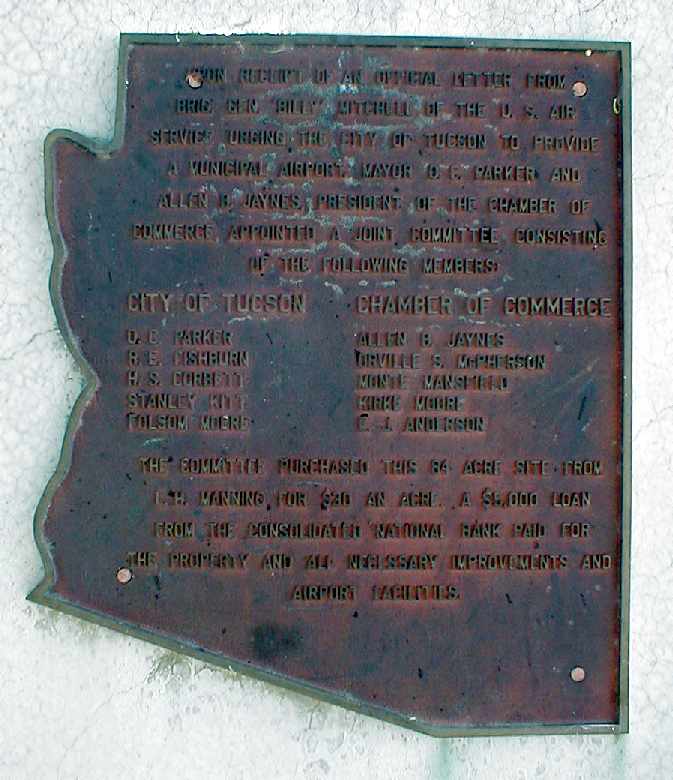 UPON RECEIPT OF AN OFFICIAL LETTER FROM
BRIG. GEN. "BILLY" MITCHELL OF THE U. S. AIR
SERVIES URGING THE CITY OF TUCSON TO PROVIDE
A MUNICIPAL AIRPORT, MAYOR O. C. PARKER AND
ALLEN B. JAYNES, PRESIDENT OF THE CHAMBER OF
COMMERCE, APPOINTED A JOINT COMMITTEE CONSISTING
OF THE FOLLOWING MEMBERS:
CITY OF TUCSON CHAMBER OF COMMERCE
O. C. PARKER ALLEN B. JAYNES
R. E. FISHBURN ORVILLE S. McPHERSON
H. S. CORBETT MONTE MANSFIELD
STANLEY KITT KIRKE MOORE
FOLSOM MOORE E. J. ANDERSON
THE COMMITTEE PURCHASED THIS 84 ACRE SITE FROM
L. H. MANNING FOR $30 AN ACRE. A $5,000 LOAN
FROM THE CONSOLIDATED NATIONAL BANK PAID FOR
THE PROPERTY AND ALL NECESSARY IMPROVEMENTS AND
AIRPORT FACILITIES.